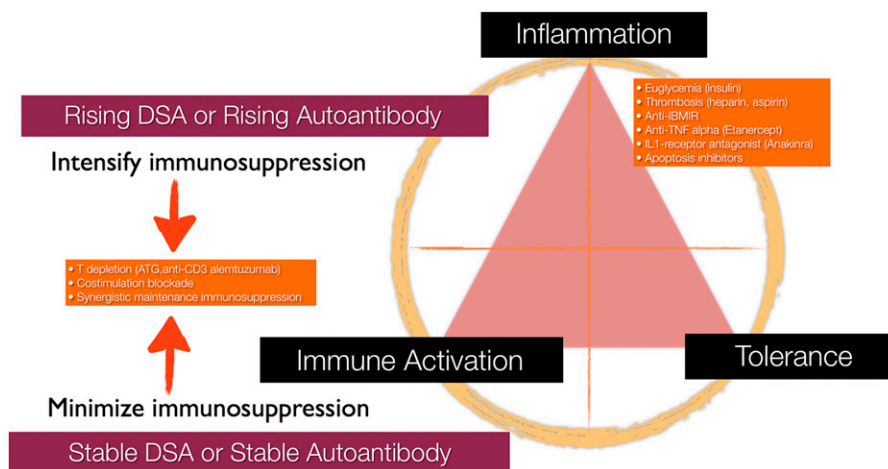 Inflammation
• Euglycemia (insulin)
• Thrombosis (heparin, aspirin)
• Anti-IBMIR
• Anti-TNF alpha (Etanercept)
• IL1-receptor antagonist (Anakinra)
• Apoptosis inhibitors
Rising DSA or Rising Autoantibody
Intensify immunosuppression
• T depletion (ATG,anti-CD3 alemtuzumab)
• Costimulation blockade
• Synergistic maintenance immunosuppression
Immune Activation
Tolerance
Minimize immunosuppression
Stable DSA or Stable Autoantibody